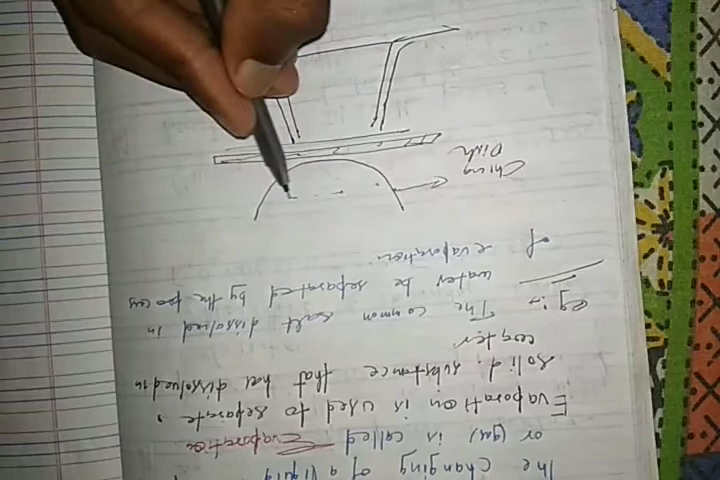 The changing of a liquid
or gas) is called Evaporation
Evaporation is used to separate
solid substance that has dissolved in
water
eg :- The common salt dissolved in
water be separated by the process
of evaporation
China
Dish